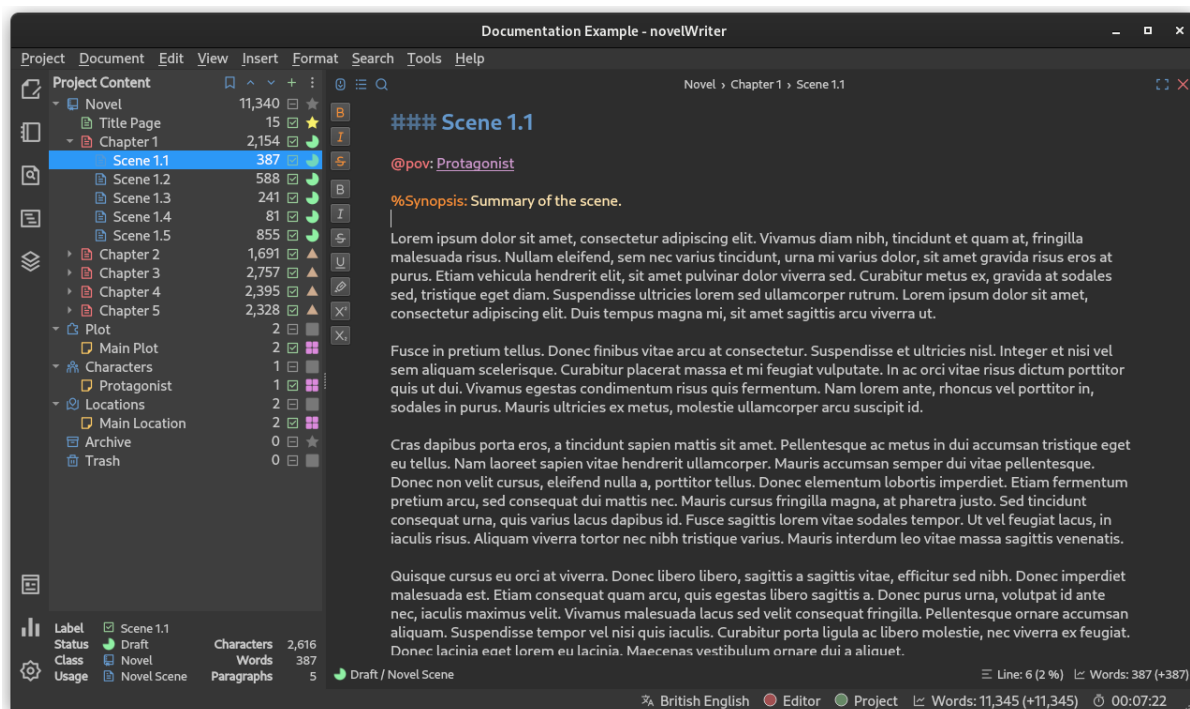 Documentation Example - novelWriter
Project Document Edit View Insert Format Search Tools Help
Project Content
Novel 11,340
Title Page 15
Chapter 1 2,154
Scene 1.1 387
Scene 1.2 588
Scene 1.3 241
Scene 1.4 81
Scene 1.5 855
Chapter 2 1,691
Chapter 3 2,757
Chapter 4 2,395
Chapter 5 2,328
Plot 2
Main Plot 2
Characters 1
Protagonist 1
Locations 2
Main Location 2
Archive 0
Trash 0
Label Scene 1.1
Status Draft Characters 2,616
Class Novel Words 387
Usage Novel Scene Paragraphs 5
Novel › Chapter 1 › Scene 1.1
B
I
S
B
I
S
U
X
X
### Scene 1.1
@pov: Protagonist
%Synopsis: Summary of the scene.
Lorem ipsum dolor sit amet, consectetur adipiscing elit. Vivamus diam nibh, tincidunt et quam at, fringilla
malesuada risus. Nullam eleifend, sem nec varius tincidunt, urna mi varius dolor, sit amet gravida risus eros at
purus. Etiam vehicula hendrerit elit, sit amet pulvinar dolor viverra sed. Curabitur metus ex, gravida at sodales
sed, tristique eget diam. Suspendisse ultricies lorem sed ullamcorper rutrum. Lorem ipsum dolor sit amet,
consectetur adipiscing elit. Duis tempus magna mi, sit amet sagittis arcu viverra ut.
Fusce in pretium tellus. Donec finibus vitae arcu at consectetur. Suspendisse et ultricies nisl. Integer et nisi vel
sem aliquam scelerisque. Curabitur placerat massa et mi feugiat vulputate. In ac orci vitae risus dictum porttitor
quis ut dui. Vivamus egestas condimentum risus quis fermentum. Nam lorem ante, rhoncus vel porttitor in,
sodales in purus. Mauris ultricies ex metus, molestie ullamcorper arcu suscipit id.
Cras dapibus porta eros, a tincidunt sapien mattis sit amet. Pellentesque ac metus in dui accumsan tristique eget
eu tellus. Nam laoreet sapien vitae hendrerit ullamcorper. Mauris accumsan semper dui vitae pellentesque.
Donec non velit cursus, eleifend nulla a, porttitor tellus. Donec elementum lobortis imperdiet. Etiam fermentum
pretium arcu, sed consequat dui mattis nec. Mauris cursus fringilla magna, at pharetra justo. Sed tincidunt
consequat urna, quis varius lacus dapibus id. Fusce sagittis lorem vitae sodales tempor. Ut vel feugiat lacus, in
iaculis risus. Aliquam viverra tortor nec nibh tristique varius. Mauris interdum leo vitae massa sagittis venenatis.
Quisque cursus eu orci at viverra. Donec libero libero, sagittis a sagittis vitae, efficitur sed nibh. Donec imperdiet
malesuada est. Etiam consequat quam arcu, quis egestas libero sagittis a. Donec purus urna, volutpat id ante
nec, iaculis maximus velit. Vivamus malesuada lacus sed velit consequat fringilla. Pellentesque ornare accumsan
aliquam. Suspendisse tempor vel nisi quis iaculis. Curabitur porta ligula ac libero molestie, nec viverra ex feugiat.
Donec lacinia eget lorem eu lacinia. Maecenas vestibulum ornare dui a aliquet.
Draft / Novel Scene Line: 6 (2 %) Words: 387 (+387)
British English Editor Project Words: 11,345 (+11,345) 00:07:22